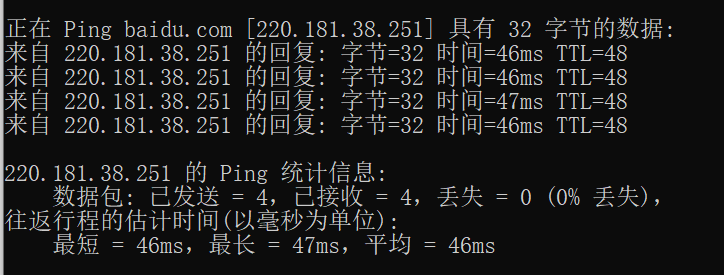 正在 Ping baidu.com [220.181.38.251] 具有 32 字节的数据:
来自 220.181.38.251 的回复: 字节=32 时间=46ms TTL=48
来自 220.181.38.251 的回复: 字节=32 时间=46ms TTL=48
来自 220.181.38.251 的回复: 字节=32 时间=47ms TTL=48
来自 220.181.38.251 的回复: 字节=32 时间=46ms TTL=48
220.181.38.251 的 Ping 统计信息:
数据包: 已发送 = 4，已接收 = 4，丢失 = 0 (0% 丢失)，
往返行程的估计时间(以毫秒为单位):
最短 = 46ms，最长 = 47ms，平均 = 46ms